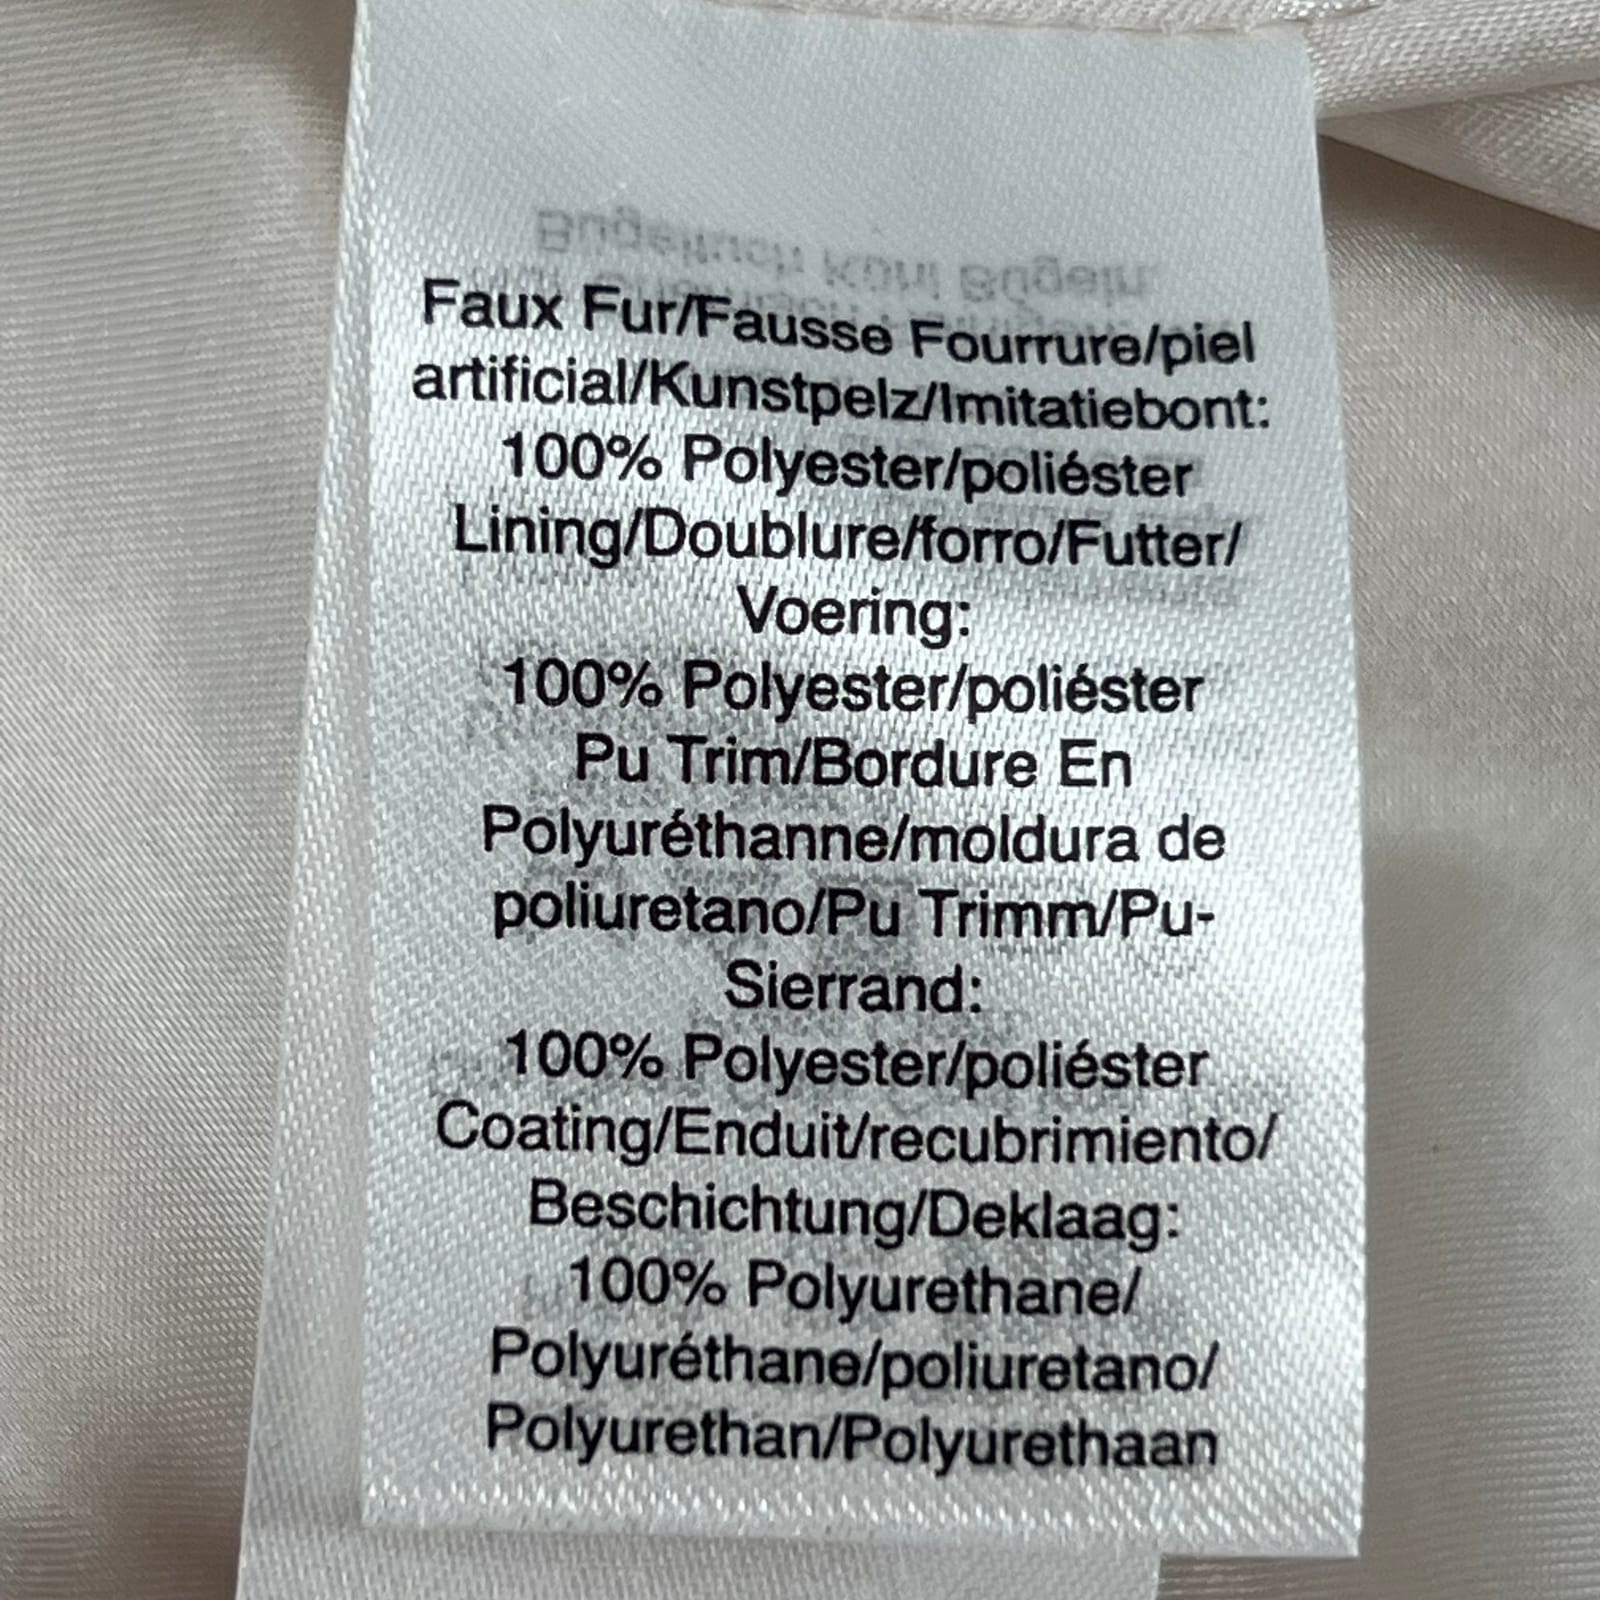 Faux Fur/Fausse Fourrure/piel
artificial/Kunstpelz/Imitatiebont:
100% Polyester/poliéster
Lining/Doublure/forro/Futter/
Voering:
100% Polyester/poliéster
Pu Trim/Bordure En
Polyuréthanne/moldura de
poliuretano/Pu Trimm/Pu-
Sierrand:
100% Polyester/poliéster
Coating/Enduit/recubrimiento/
Beschichtung/Deklaag:
100% Polyurethane/
Polyuréthane/poliuretano/
Polyurethan/Polyurethaan